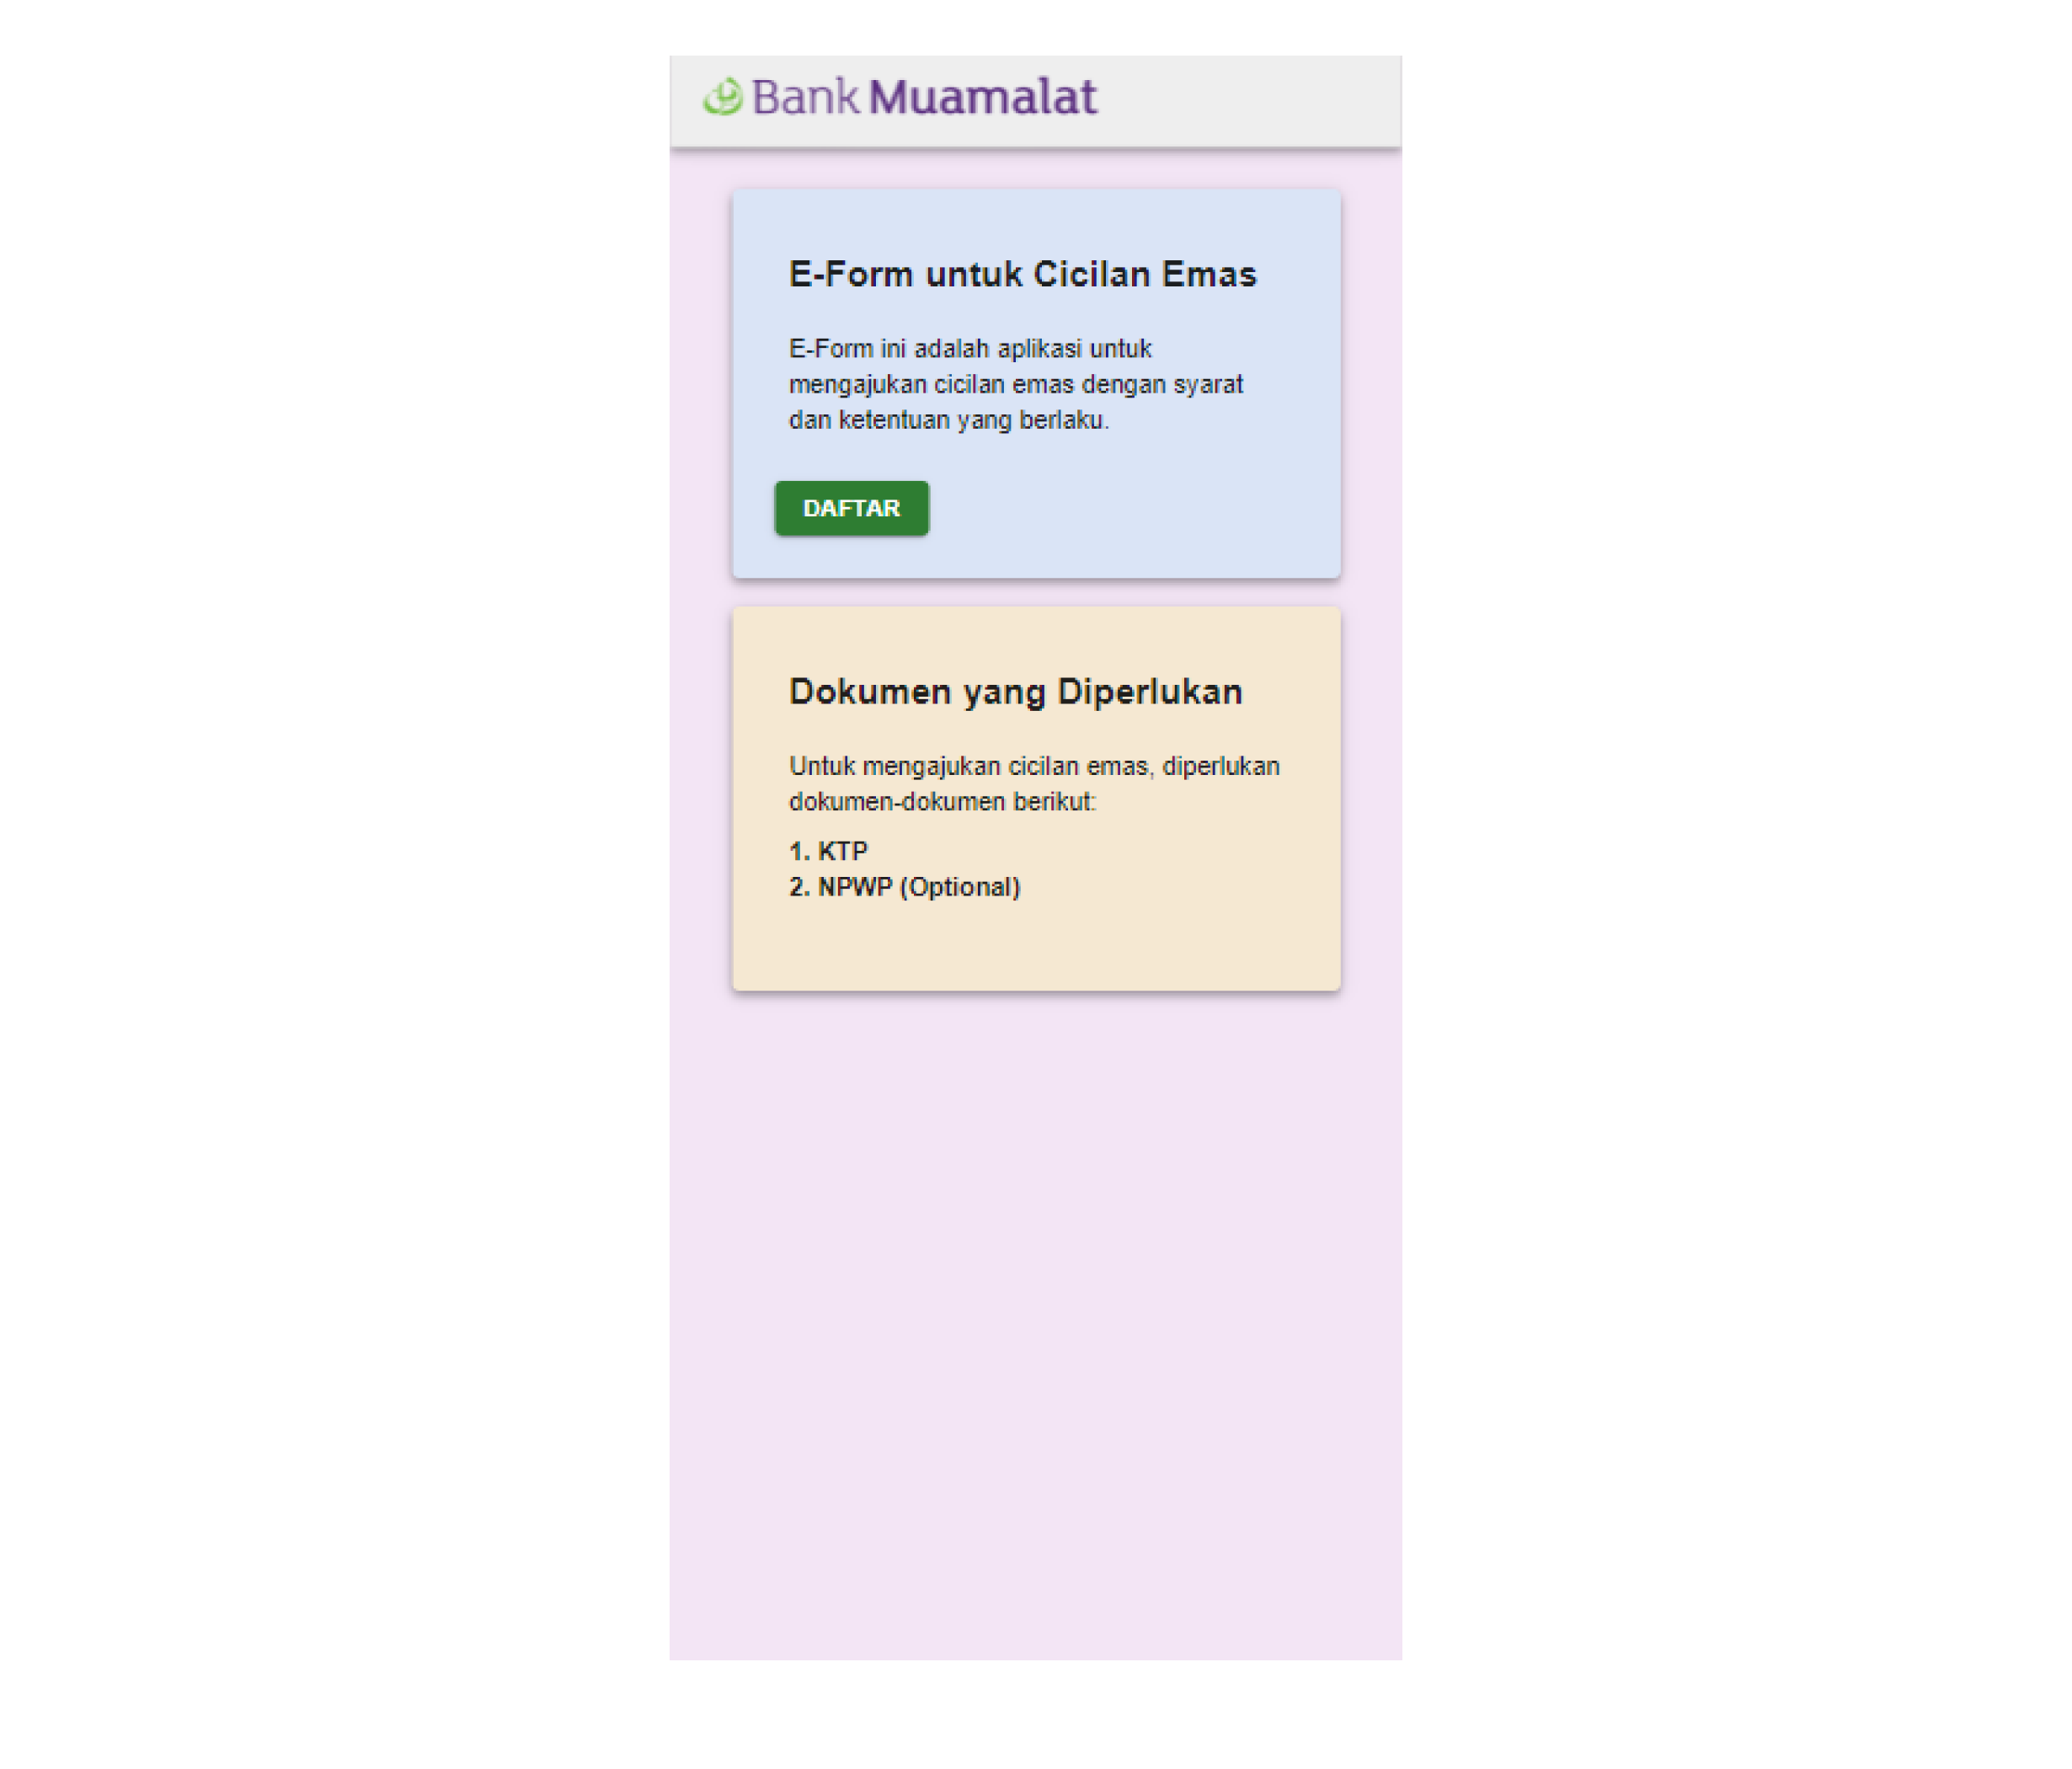 Bank Muamalat
E-Form untuk Cicilan Emas
E-Form ini adalah aplikasi untuk
mengajukan cicilan emas dengan syarat
dan ketentuan yang berlaku.
DAFTAR
Dokumen yang Diperlukan
Untuk mengajukan cicilan emas, diperlukan
dokumen-dokumen berikut:
1. KTP
2. NPWP (Optional)